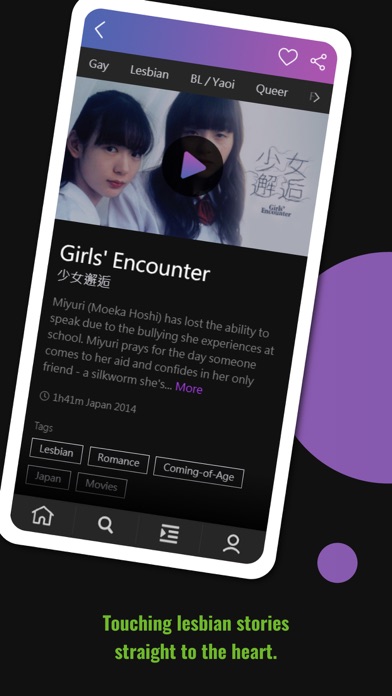 Gay Lesbian BL / Yaoi Queer
少女
邂逅
Girls'
Encounter
Girls' Encounter
少女邂逅
Miyuri (Moeka Hoshi) has lost the ability to
speak due to the bullying she experiences at
school. Miyuri prays for the day someone
comes to her aid and confides in her only
friend - a silkworm she's... More
1h41m Japan 2014
Tags
Lesbian Romance Coming-of-Age
Japan Movies
Touching lesbian stories
straight to the heart.